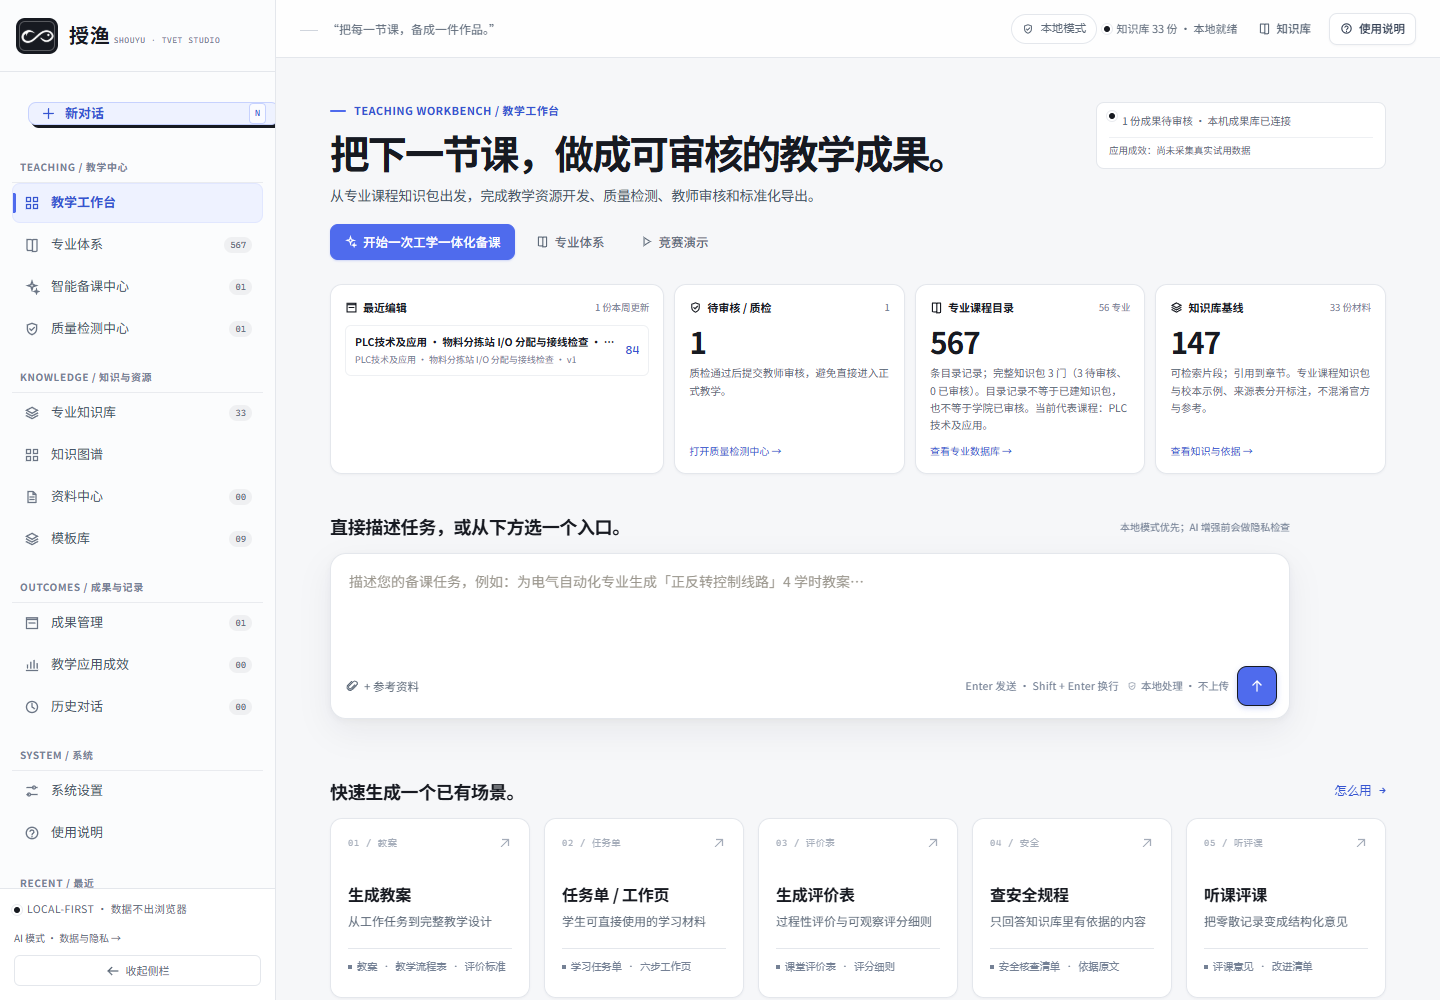 授渔 SHOUYU · TVET STUDIO
“把每一节课，备成一件作品。”
本地模式
知识库 33 份 · 本地就绪
知识库
使用说明
新对话 N
TEACHING / 教学中心
教学工作台
专业体系 567
智能备课中心 01
质量检测中心 01
KNOWLEDGE / 知识与资源
专业知识库 33
知识图谱
资料中心 00
模板库 09
OUTCOMES / 成果与记录
成果管理 01
教学应用成效 00
历史对话 00
SYSTEM / 系统
系统设置
使用说明
RECENT / 最近
LOCAL-FIRST · 数据不出浏览器
AI 模式 · 数据与隐私 →
收起侧栏
TEACHING WORKBENCH / 教学工作台
把下一节课，做成可审核的教学成果。
从专业课程知识包出发，完成教学资源开发、质量检测、教师审核和标准化导出。
1 份成果待审核 · 本机成果库已连接
应用成效：尚未采集真实试用数据
开始一次工学一体化备课
专业体系
竞赛演示
最近编辑 1 份本周更新
PLC技术及应用 · 物料分拣站 I/O 分配与接线检查 · … 84
PLC技术及应用 · 物料分拣站 I/O 分配与接线检查 · v1
待审核 / 质检 1
1
质检通过后提交教师审核，避免直接进入正
式教学。
打开质量检测中心 →
专业课程目录 56 专业
567
条目录记录；完整知识包 3 门（3 待审核、
0 已审核）。目录记录不等于已建知识包，
也不等于学院已审核。当前代表课程：PLC
技术及应用。
查看专业数据库 →
知识库基线 33 份材料
147
可检索片段；引用到章节。专业课程知识包
与校本示例、来源表分开标注，不混淆官方
与参考。
查看知识与依据 →
直接描述任务，或从下方选一个入口。
本地模式优先；AI 增强前会做隐私检查
描述您的备课任务，例如：为电气自动化专业生成「正反转控制线路」4 学时教案…
+ 参考资料
Enter 发送 · Shift + Enter 换行 本地处理 · 不上传
快速生成一个已有场景。
怎么用 →
01 / 教案
生成教案
从工作任务到完整教学设计
教案 · 教学流程表 · 评价标准
02 / 任务单
任务单 / 工作页
学生可直接使用的学习材料
学习任务单 · 六步工作页
03 / 评价表
生成评价表
过程性评价与可观察评分细则
课堂评价表 · 评分细则
04 / 安全
查安全规程
只回答知识库里有依据的内容
安全核查清单 · 依据原文
05 / 听评课
听课评课
把零散记录变成结构化意见
评课意见 · 改进清单